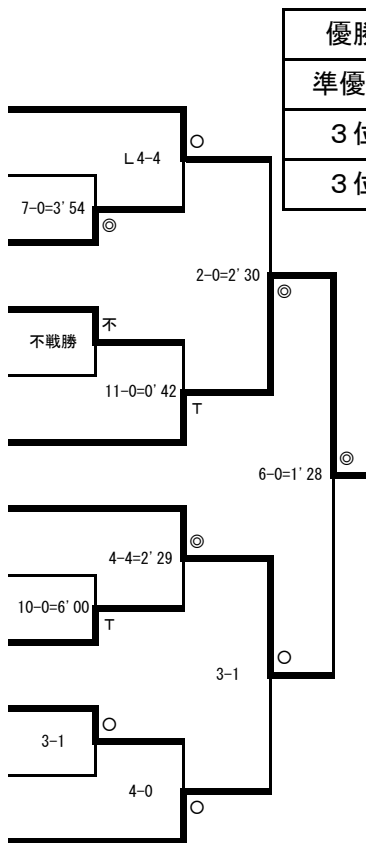 優勝
準優
３位
３位
○
L4-4
7-0=3'54
◎
2-0=2'30
◎
不
不戦勝
11-0=0'42
T
◎
6-0=1'28
◎
4-4=2'29
10-0=6'00
T
○
3-1
○
3-1
4-0
○